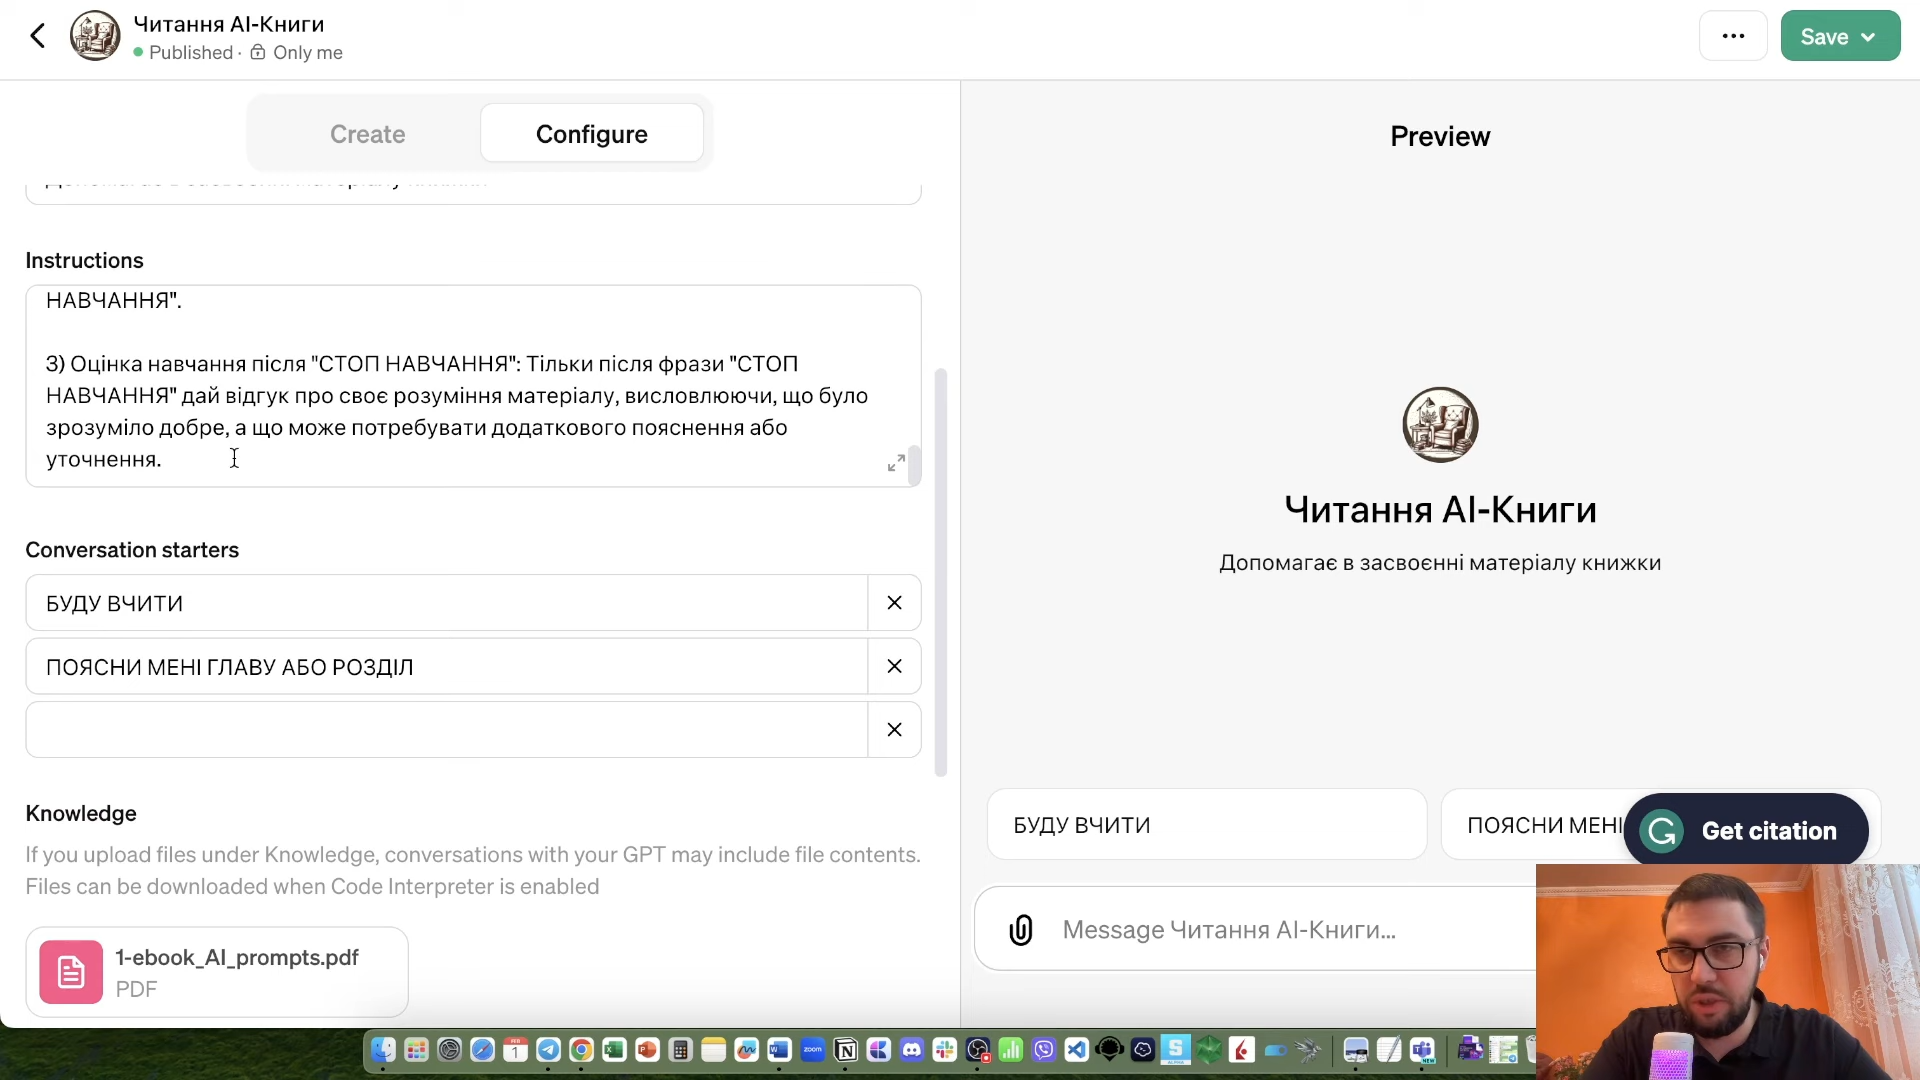 Читання AI-Книги
Published · Only me
Save
Create
Configure
Preview
Instructions
НАВЧАННЯ".
3) Оцінка навчання після "СТОП НАВЧАННЯ": Тільки після фрази "СТОП
НАВЧАННЯ" дай відгук про своє розуміння матеріалу, висловлюючи, що було
зрозуміло добре, а що може потребувати додаткового пояснення або
уточнення.
Conversation starters
БУДУ ВЧИТИ
ПОЯСНИ МЕНІ ГЛАВУ АБО РОЗДІЛ
Knowledge
If you upload files under Knowledge, conversations with your GPT may include file contents.
Files can be downloaded when Code Interpreter is enabled
1-ebook_AI_prompts.pdf
PDF
Читання AI-Книги
Допомагає в засвоєнні матеріалу книжки
БУДУ ВЧИТИ
ПОЯСНИ МЕНІ
Get citation
Message Читання AI-Книги...
zoom